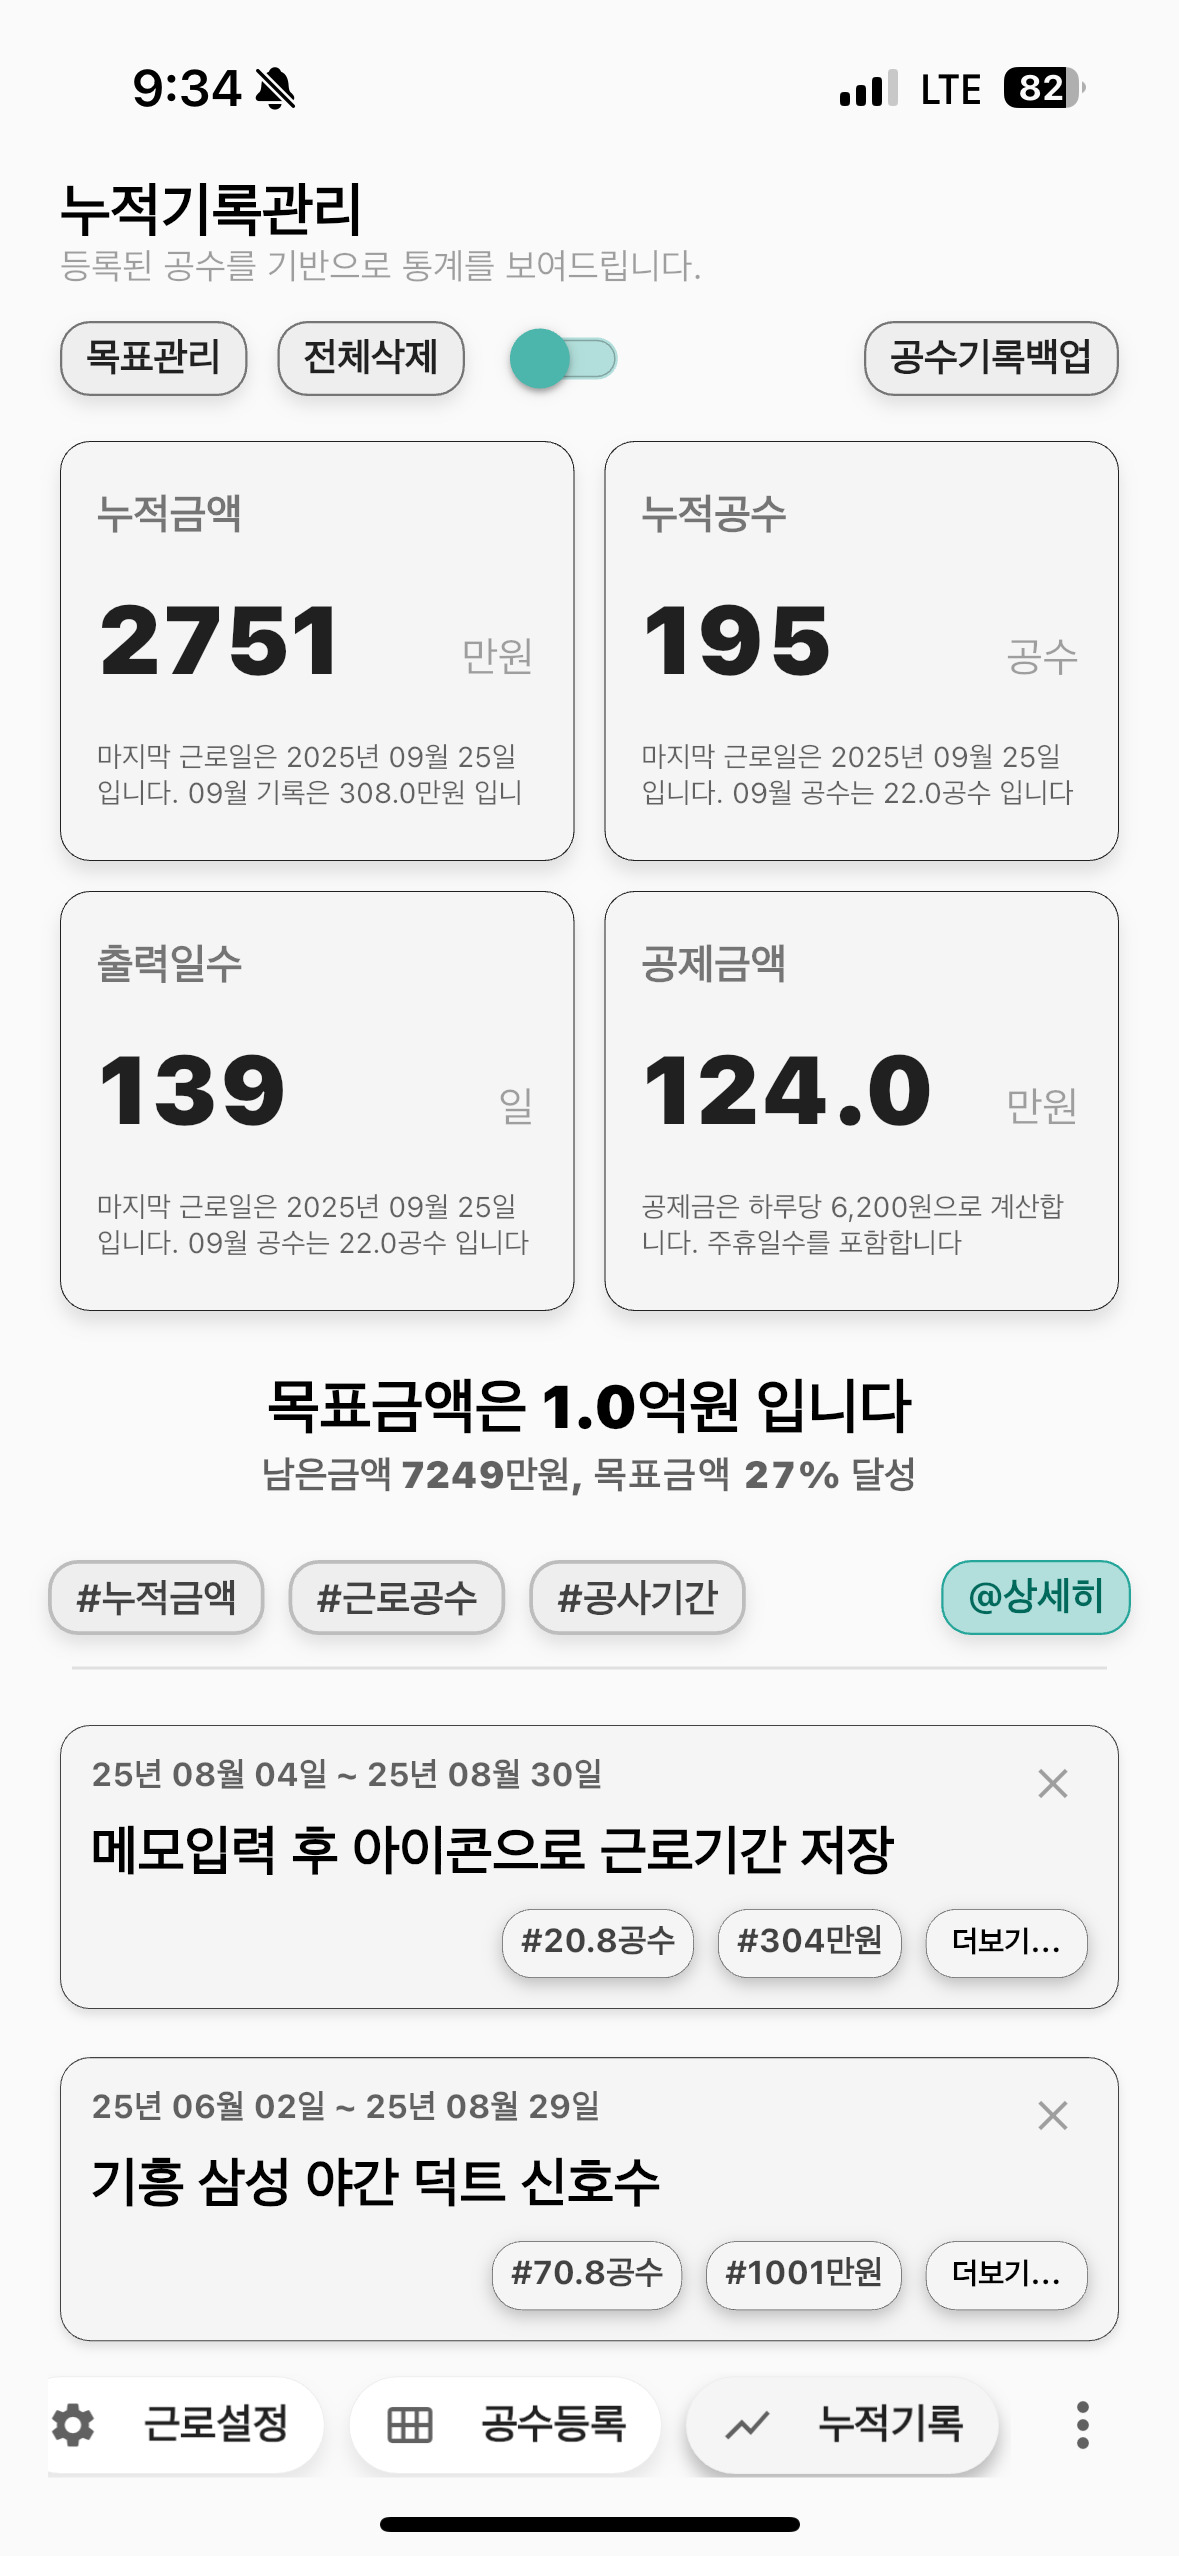 9:34
LTE 82
누적기록관리
등록된 공수를 기반으로 통계를 보여드립니다.
목표관리 전체삭제 공수기록백업
누적금액
2751 만원
마지막 근로일은 2025년 09월 25일
입니다. 09월 기록은 308.0만원 입니
누적공수
195 공수
마지막 근로일은 2025년 09월 25일
입니다. 09월 공수는 22.0공수 입니다
출력일수
139 일
마지막 근로일은 2025년 09월 25일
입니다. 09월 공수는 22.0공수 입니다
공제금액
124.0 만원
공제금은 하루당 6,200원으로 계산합
니다. 주휴일수를 포함합니다
목표금액은 1.0억원 입니다
남은금액 7249만원, 목표금액 27% 달성
#누적금액 #근로공수 #공사기간 @상세히
25년 08월 04일 ~ 25년 08월 30일
메모입력 후 아이콘으로 근로기간 저장
#20.8공수 #304만원 더보기...
25년 06월 02일 ~ 25년 08월 29일
기흥 삼성 야간 덕트 신호수
#70.8공수 #1001만원 더보기...
근로설정 공수등록 누적기록